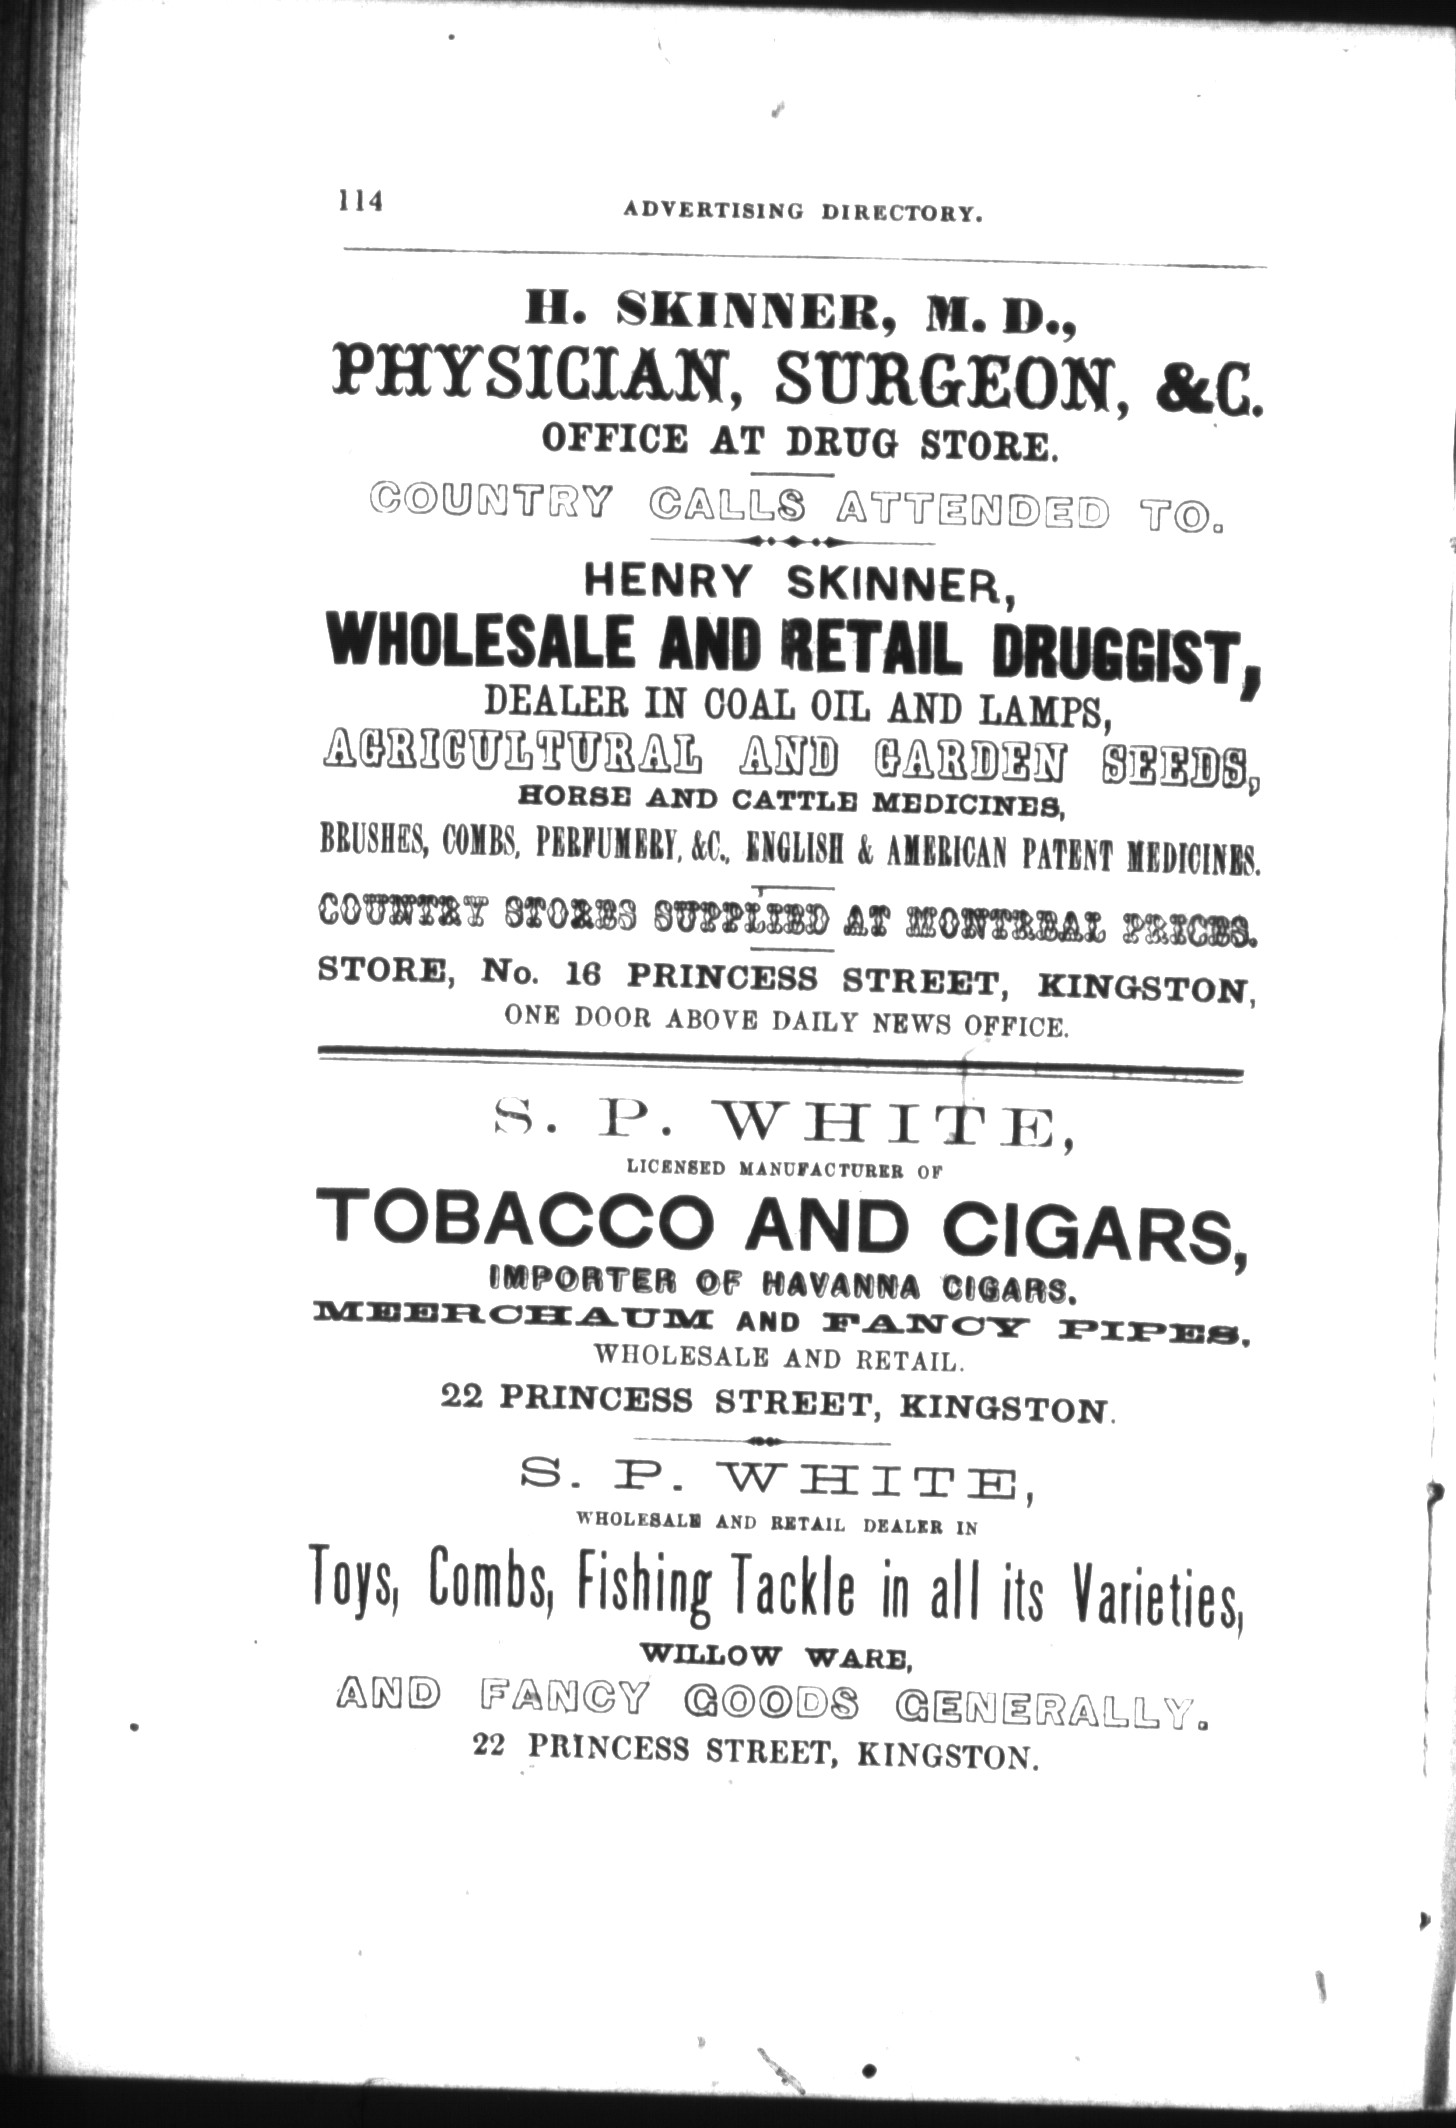 114
ADVERTISING DIRECTORY.
H. SKINNER, M. D.,
PHYSICIAN, SURGEON, &C.
OFFICE AT DRUG STORE.
COUNTRY CALLS ATTENDED TO.
HENRY SKINNER,
WHOLESALE AND RETAIL DRUGGIST,
DEALER IN COAL OIL AND LAMPS,
AGRICULTURAL AND GARDEN SEEDS,
HORSE AND CATTLE MEDICINES,
BRUSHES, COMBS, PERFUMERY, &C., ENGLISH & AMERICAN PATENT MEDICINES.
COUNTRY STORES SUPPLIED AT MONTREAL PRICES.
STORE, No. 16 PRINCESS STREET, KINGSTON,
ONE DOOR ABOVE DAILY NEWS OFFICE.
S. P. WHITE,
LICENSED MANUFACTURER OF
TOBACCO AND CIGARS,
IMPORTER OF HAVANNA CIGARS.
MEERCHAUM AND FANCY PIPES.
WHOLESALE AND RETAIL.
22 PRINCESS STREET, KINGSTON.
S. P. WHITE,
WHOLESALE AND RETAIL DEALER IN
Toys, Combs, Fishing Tackle in all its Varieties,
WILLOW WARE,
AND FANCY GOODS GENERALLY.
22 PRINCESS STREET, KINGSTON.